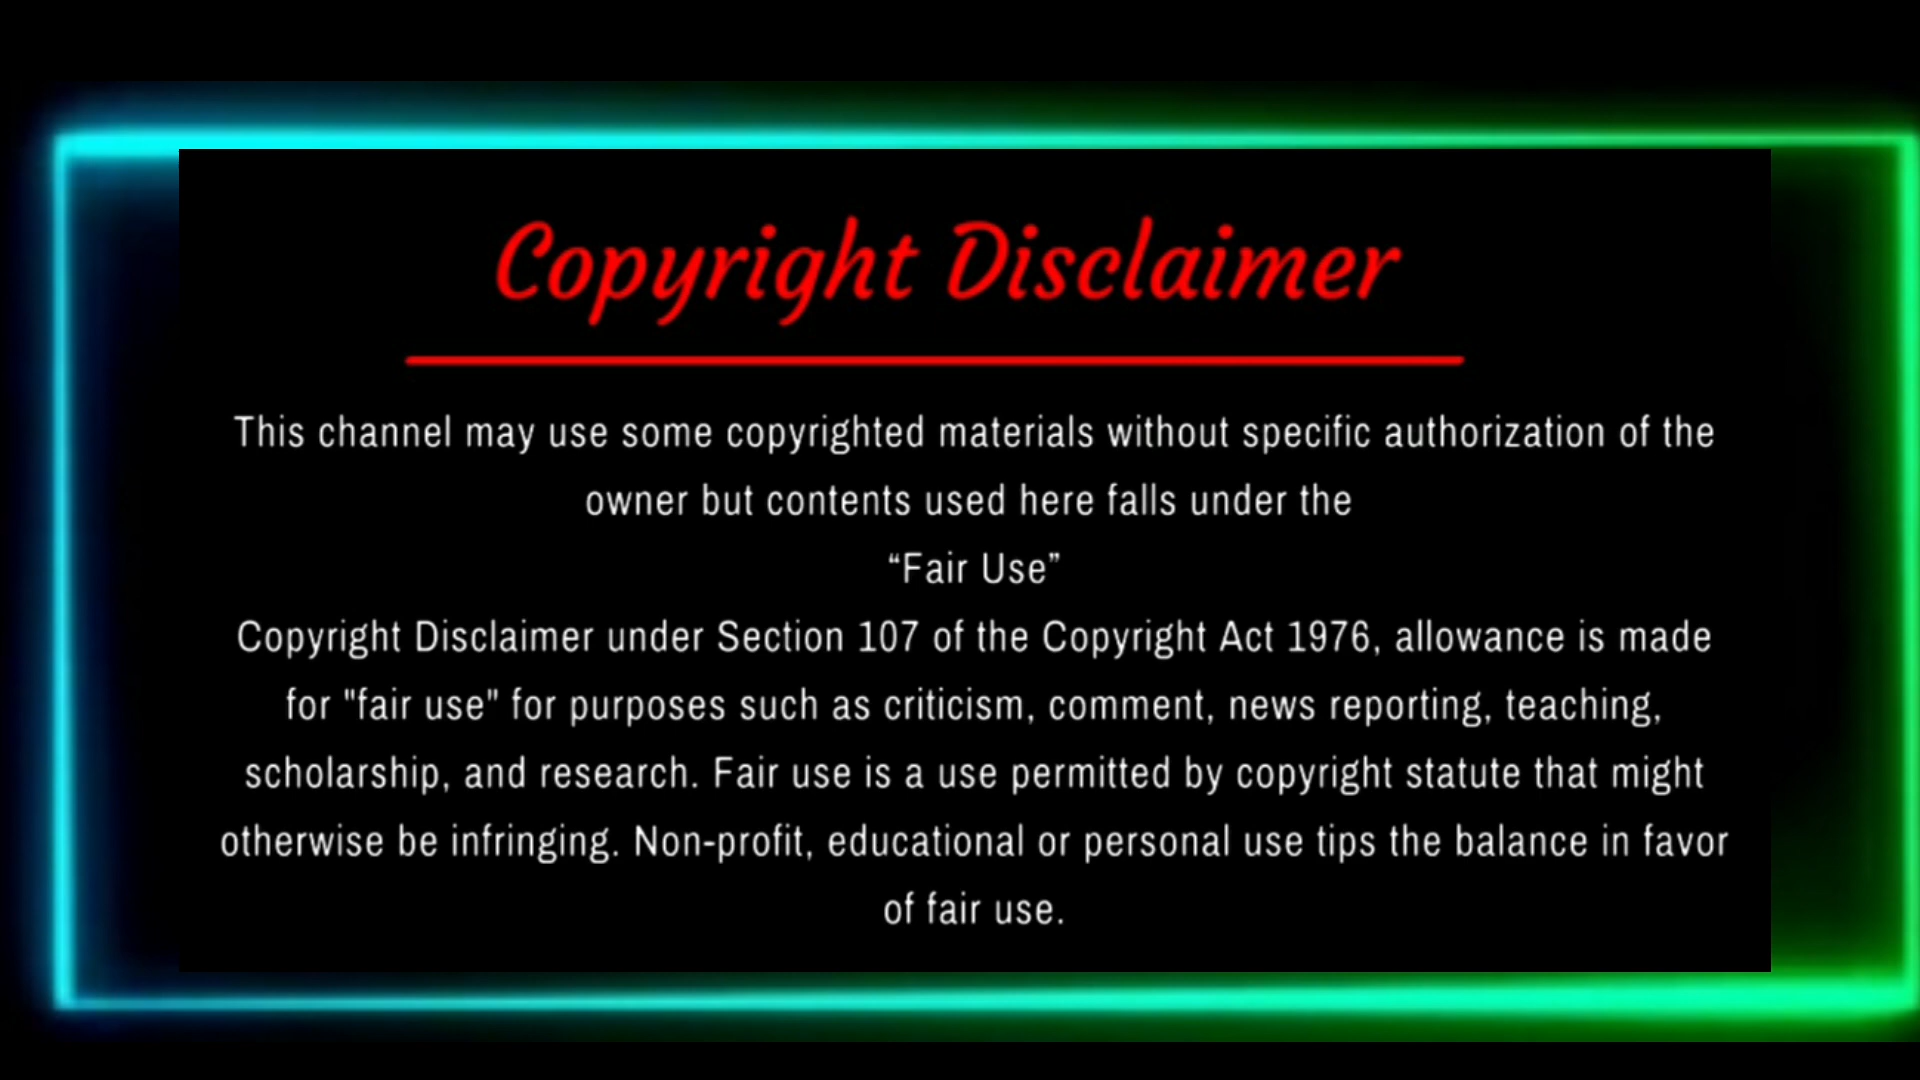 Copyright Disclaimer
This channel may use some copyrighted materials without specific authorization of the
owner but contents used here falls under the
“Fair Use”
Copyright Disclaimer under Section 107 of the Copyright Act 1976, allowance is made
for "fair use" for purposes such as criticism, comment, news reporting, teaching,
scholarship, and research. Fair use is a use permitted by copyright statute that might
otherwise be infringing. Non-profit, educational or personal use tips the balance in favor
of fair use.